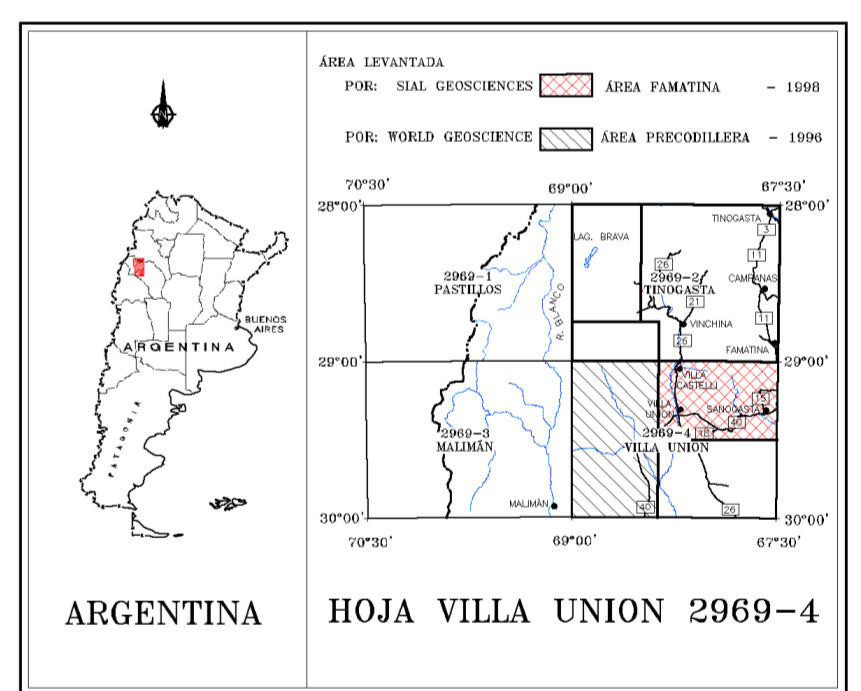 ÁREA LEVANTADA
POR: SIAL GEOSCIENCES ÁREA FAMATINA - 1998
POR: WORLD GEOSCIENCE ÁREA PRECODILLERA - 1996
N
BUENOS
AIRES
ARGENTINA
PATAGONIA
70°30' 69°00' 67°30'
28°00' 28°00'
TINOGASTA
3
LAG. BRAVA
11
26
2969-1
PASTILLOS
2969-2
TINOGASTA
CAMPANAS
21
R. BLANCO
11
VINCHINA
26
FAMATINA
29°00' 29°00'
VILLA
CASTELLI
15
VILLA
UNION
SANOGASTA
40
2969-3
MALIMÁN
2969-4
VILLA UNION
38
MALIMÁN
40
26
30°00' 30°00'
70°30' 69°00' 67°30'
ARGENTINA
HOJA VILLA UNION 2969-4